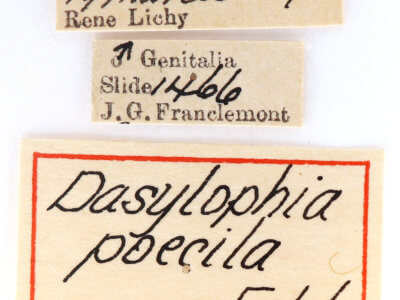 Rene Lichy
♂ Genitalia
Slide 1466
J. G. Franclemont
Dasylophia
poecila